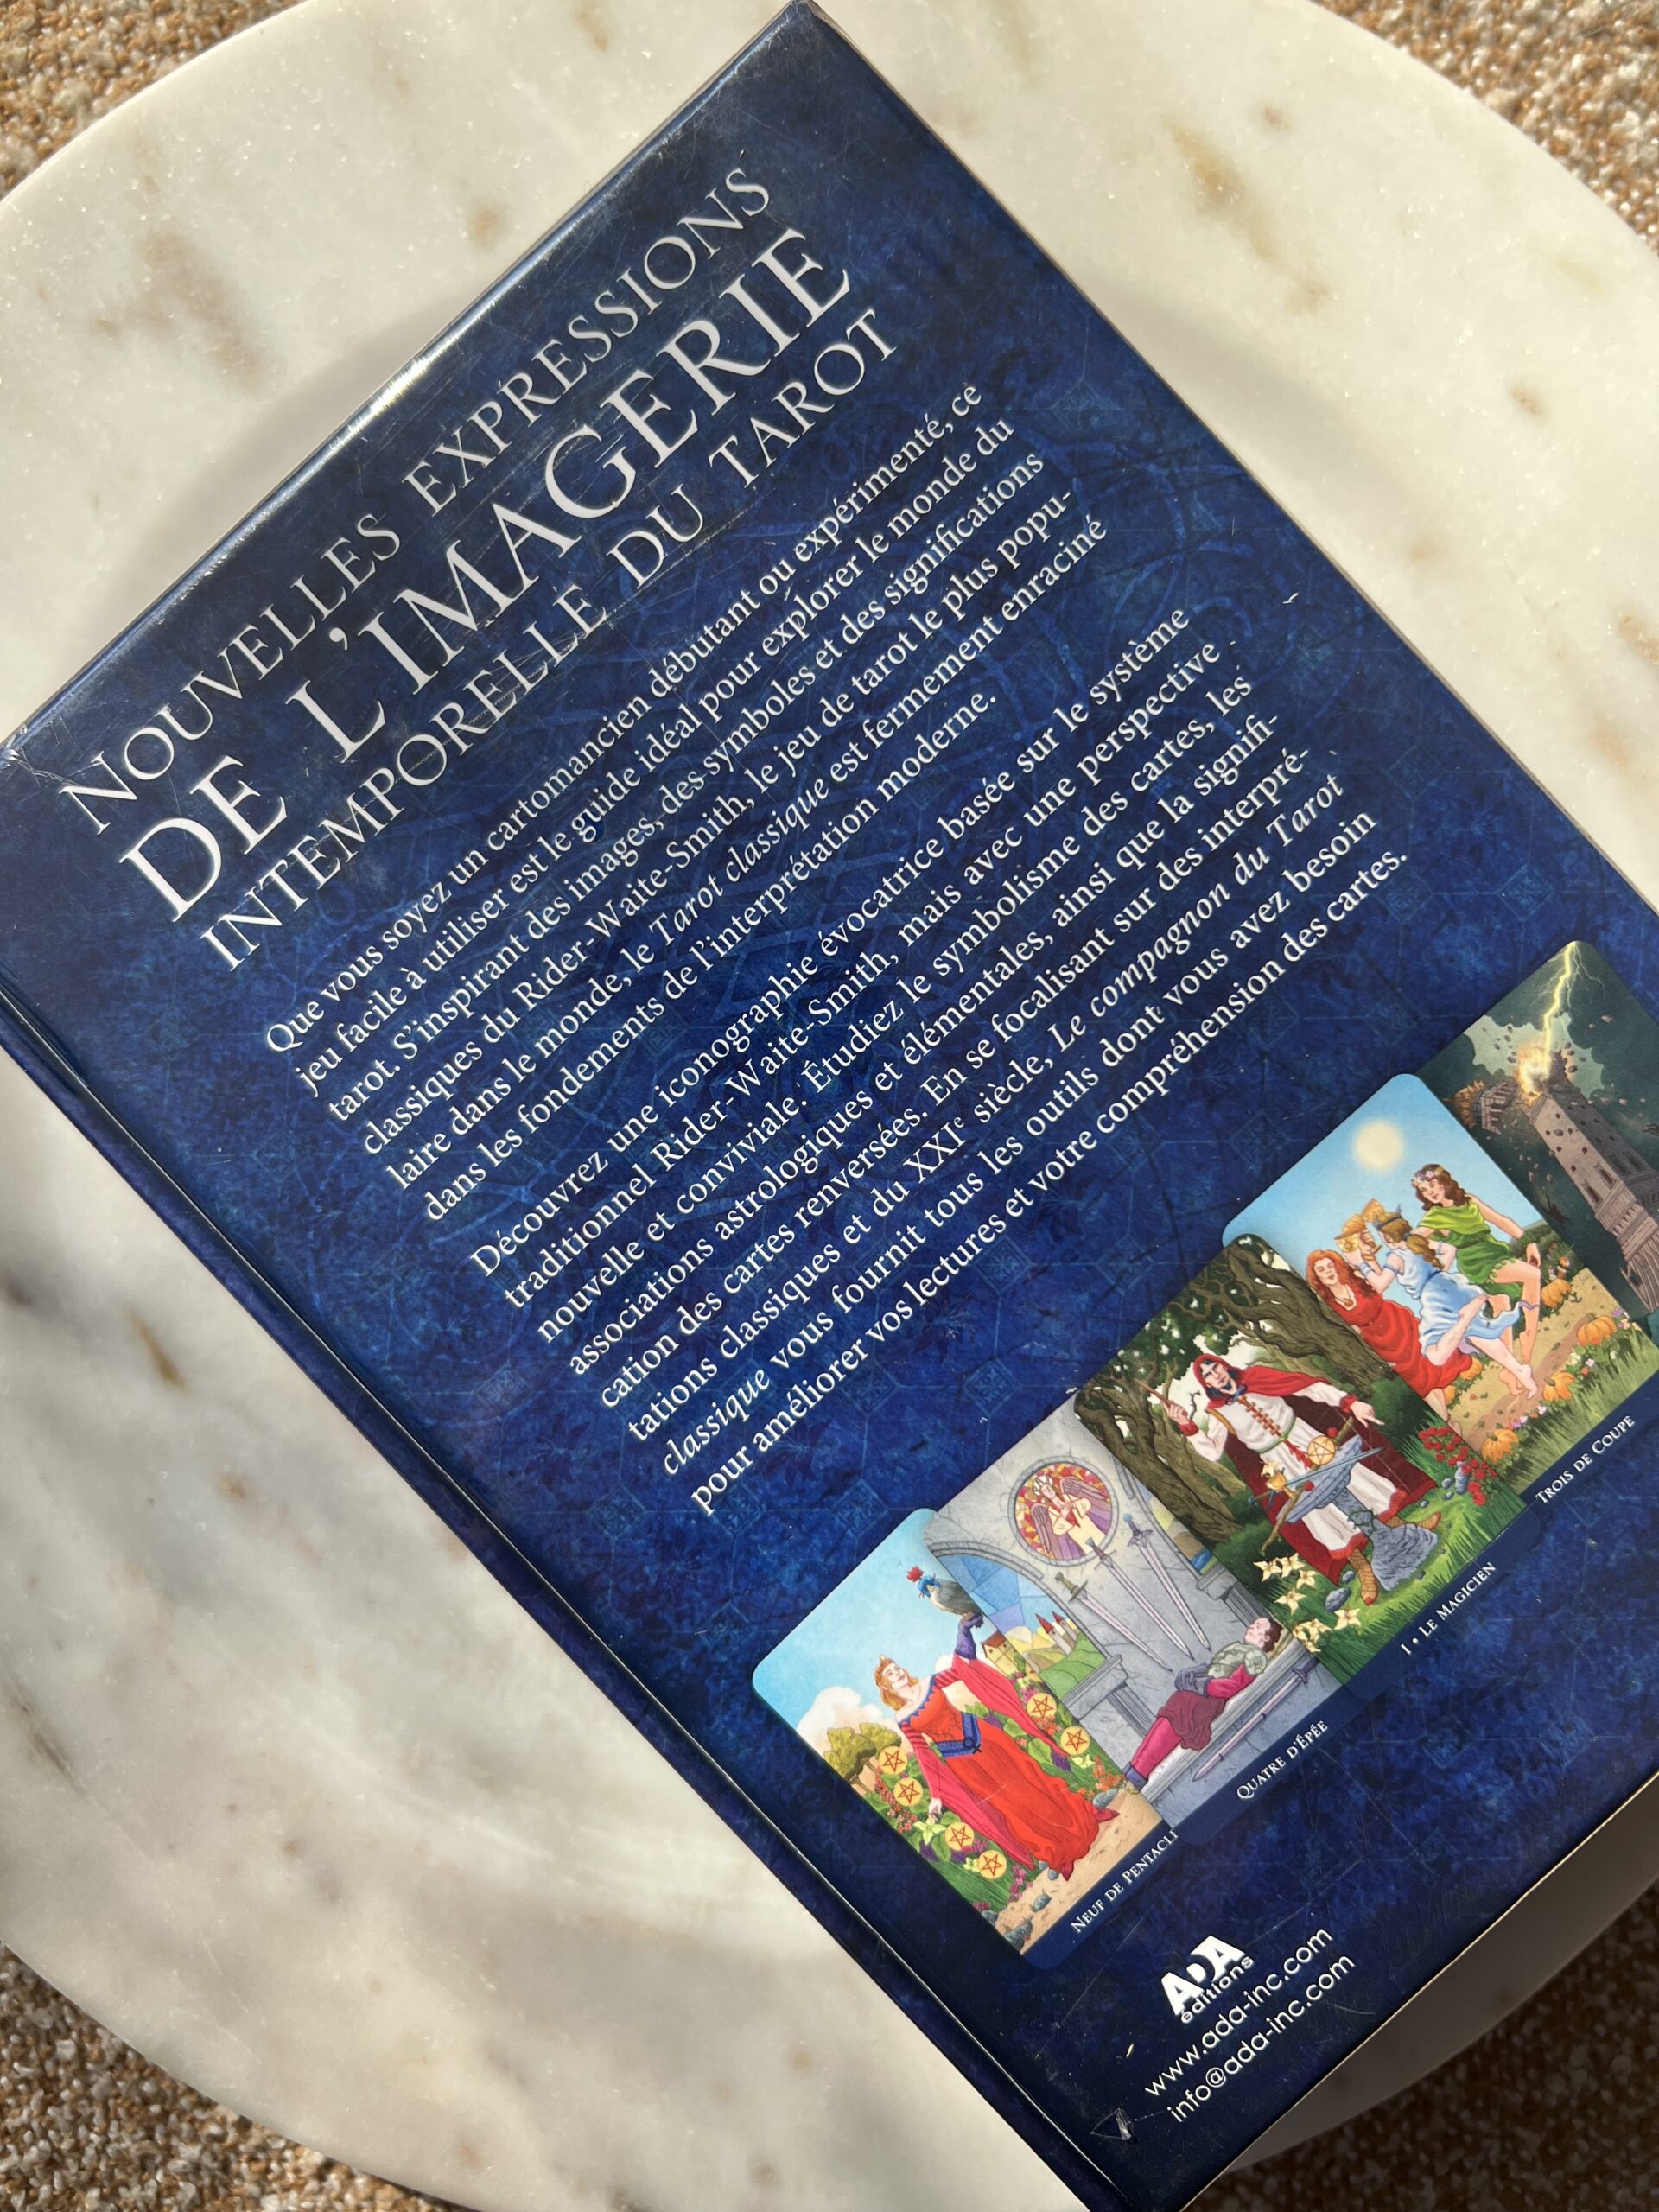 NOUVELLES EXPRESSIONS
DE L'IMAGERIE
INTEMPORELLE DU TAROT
Que vous soyez un cartomancien débutant ou expérimenté, ce
jeu facile à utiliser est le guide idéal pour explorer le monde du
tarot. S'inspirant des images, des symboles et des significations
classiques du Rider-Waite-Smith, le jeu de tarot le plus popu-
laire dans le monde, le Tarot classique est fermement enraciné
dans les fondements de l'interprétation moderne.
Découvrez une iconographie évocatrice basée sur le système
traditionnel Rider-Waite-Smith, mais avec une perspective
nouvelle et conviviale. Étudiez le symbolisme des cartes, les
associations astrologiques et élémentales, ainsi que la signifi-
cation des cartes renversées. En se focalisant sur des interpré-
tations classiques et du XXIe siècle, Le compagnon du Tarot
classique vous fournit tous les outils dont vous avez besoin
pour améliorer vos lectures et votre compréhension des cartes.
TROIS DE COUPE
I • LE MAGICIEN
QUATRE D'ÉPÉE
NEUF DE PENTACL
ADA
éditions
www.ada-inc.com
info@ada-inc.com